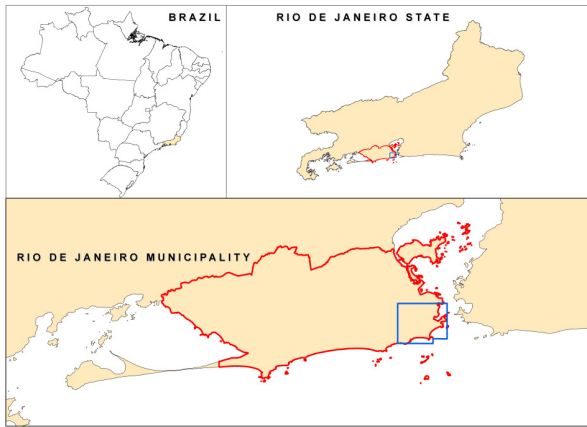 BRAZIL
RIO DE JANEIRO STATE
RIO DE JANEIRO MUNICIPALITY